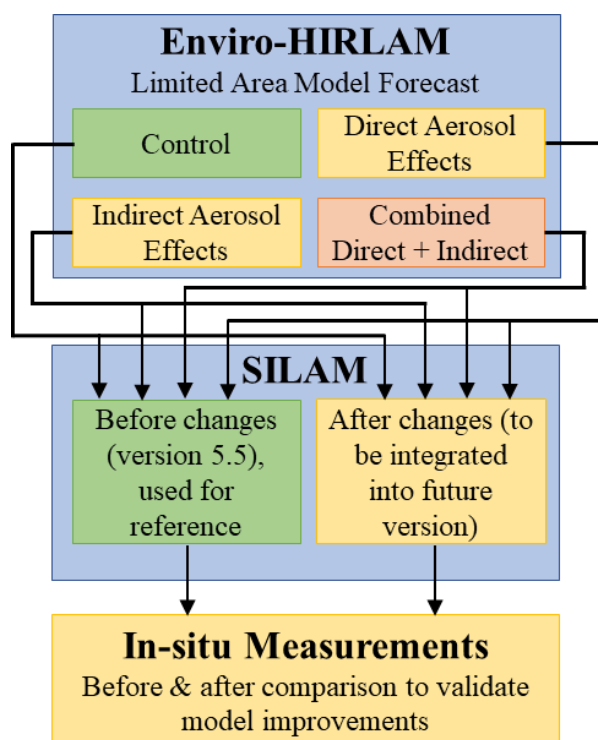 Enviro-HIRLAM
Limited Area Model Forecast
Control
Direct Aerosol
Effects
Indirect Aerosol
Effects
Combined
Direct + Indirect
SILAM
Before changes
(version 5.5),
used for
reference
After changes (to
be integrated
into future
version)
In-situ Measurements
Before & after comparison to validate
model improvements